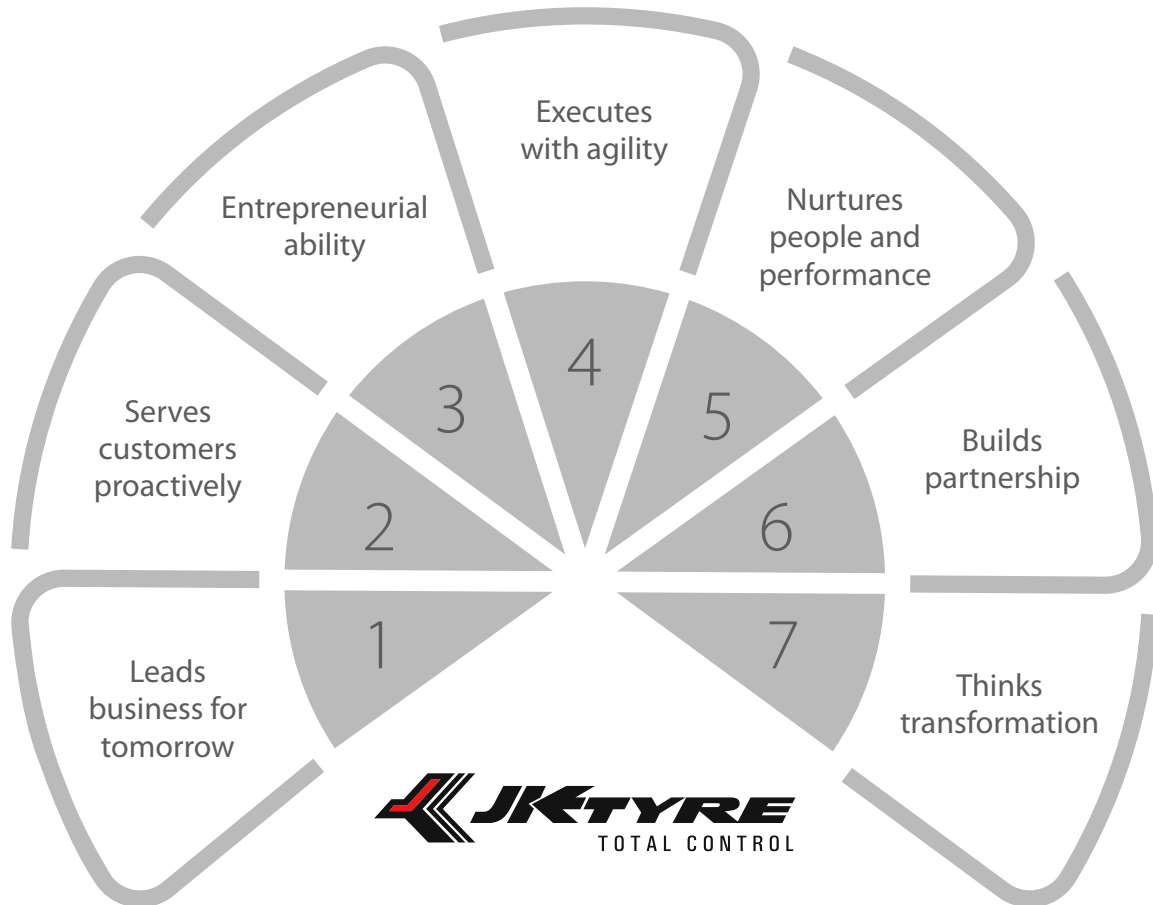 1
Leads
business for
tomorrow
2
Serves
customers
proactively
3
Entrepreneurial
ability
4
Executes
with agility
5
Nurtures
people and
performance
6
Builds
partnership
7
Thinks
transformation
JKTYRE
TOTAL CONTROL